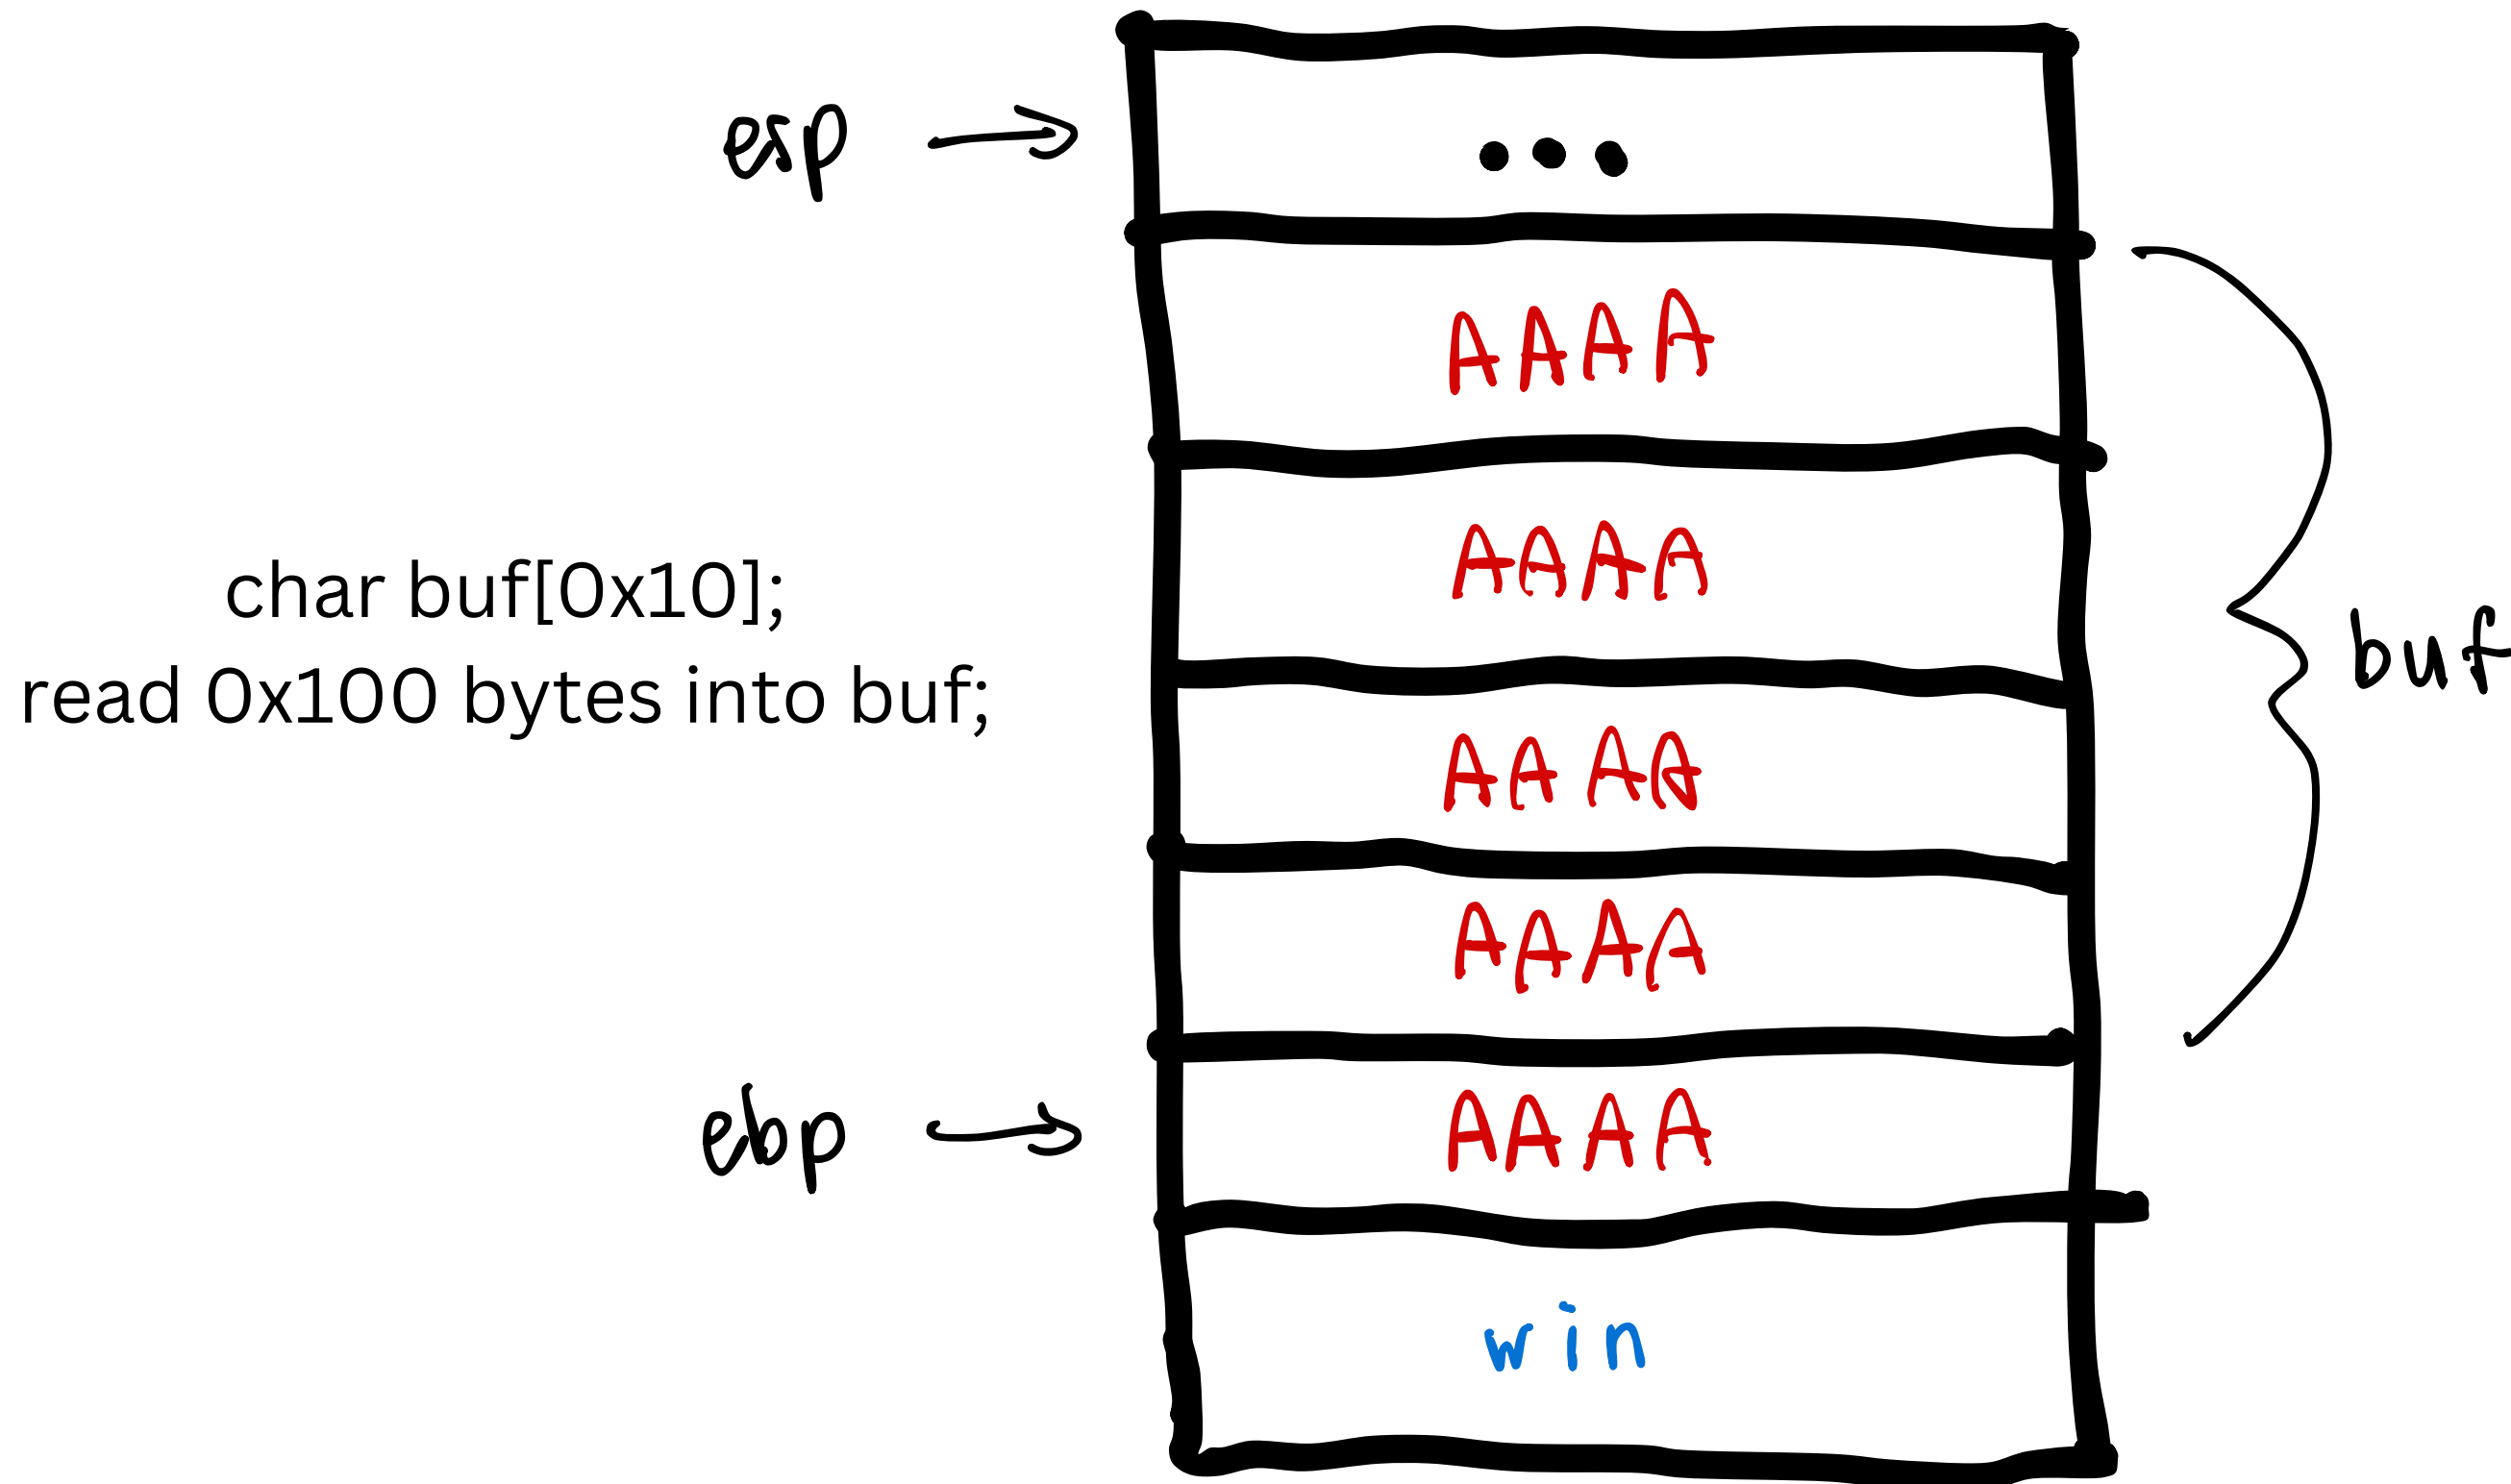 esp
• • •
AAAA
AAAA
char buf[0x10];
read 0x100 bytes into buf;
buf
AAAA
AAAA
ebp
AAAA
win